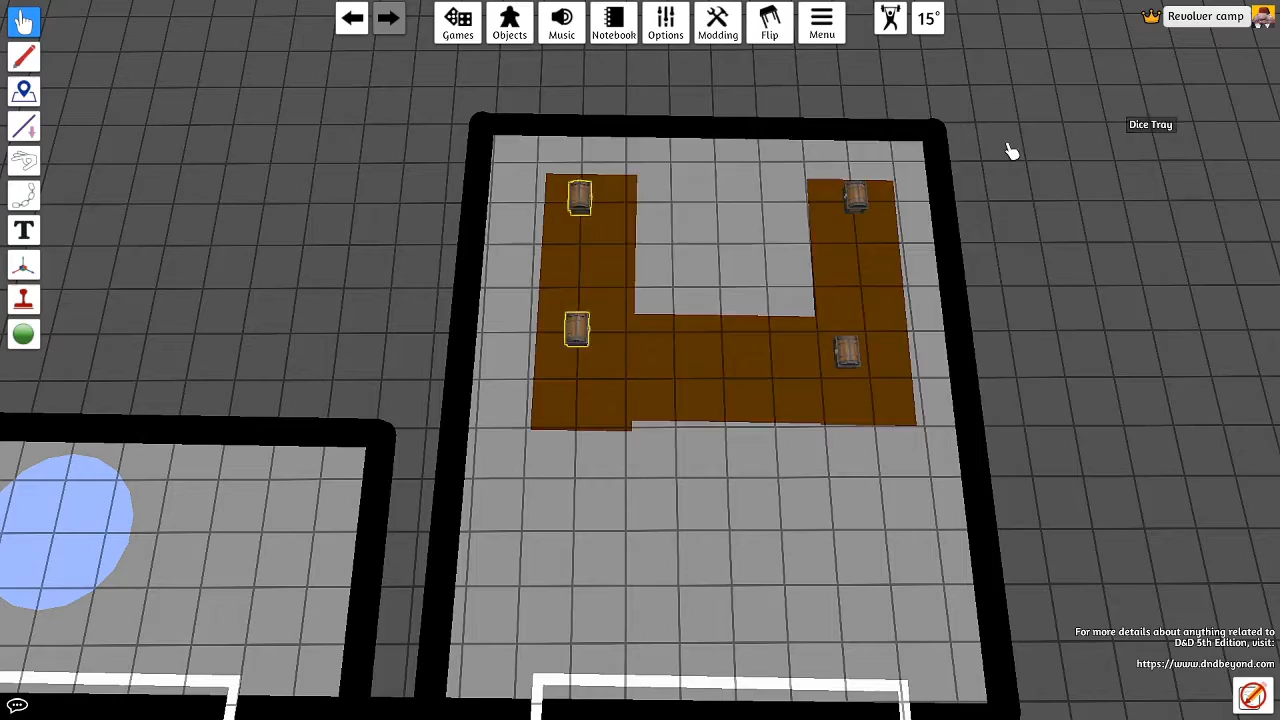 Games
Objects
Music
Notebook
Options
Modding
Flip
Menu
15°
Revolver camp
T
Dice Tray
For more details about anything related to
D&D 5th Edition, visit:
https://www.dndbeyond.com